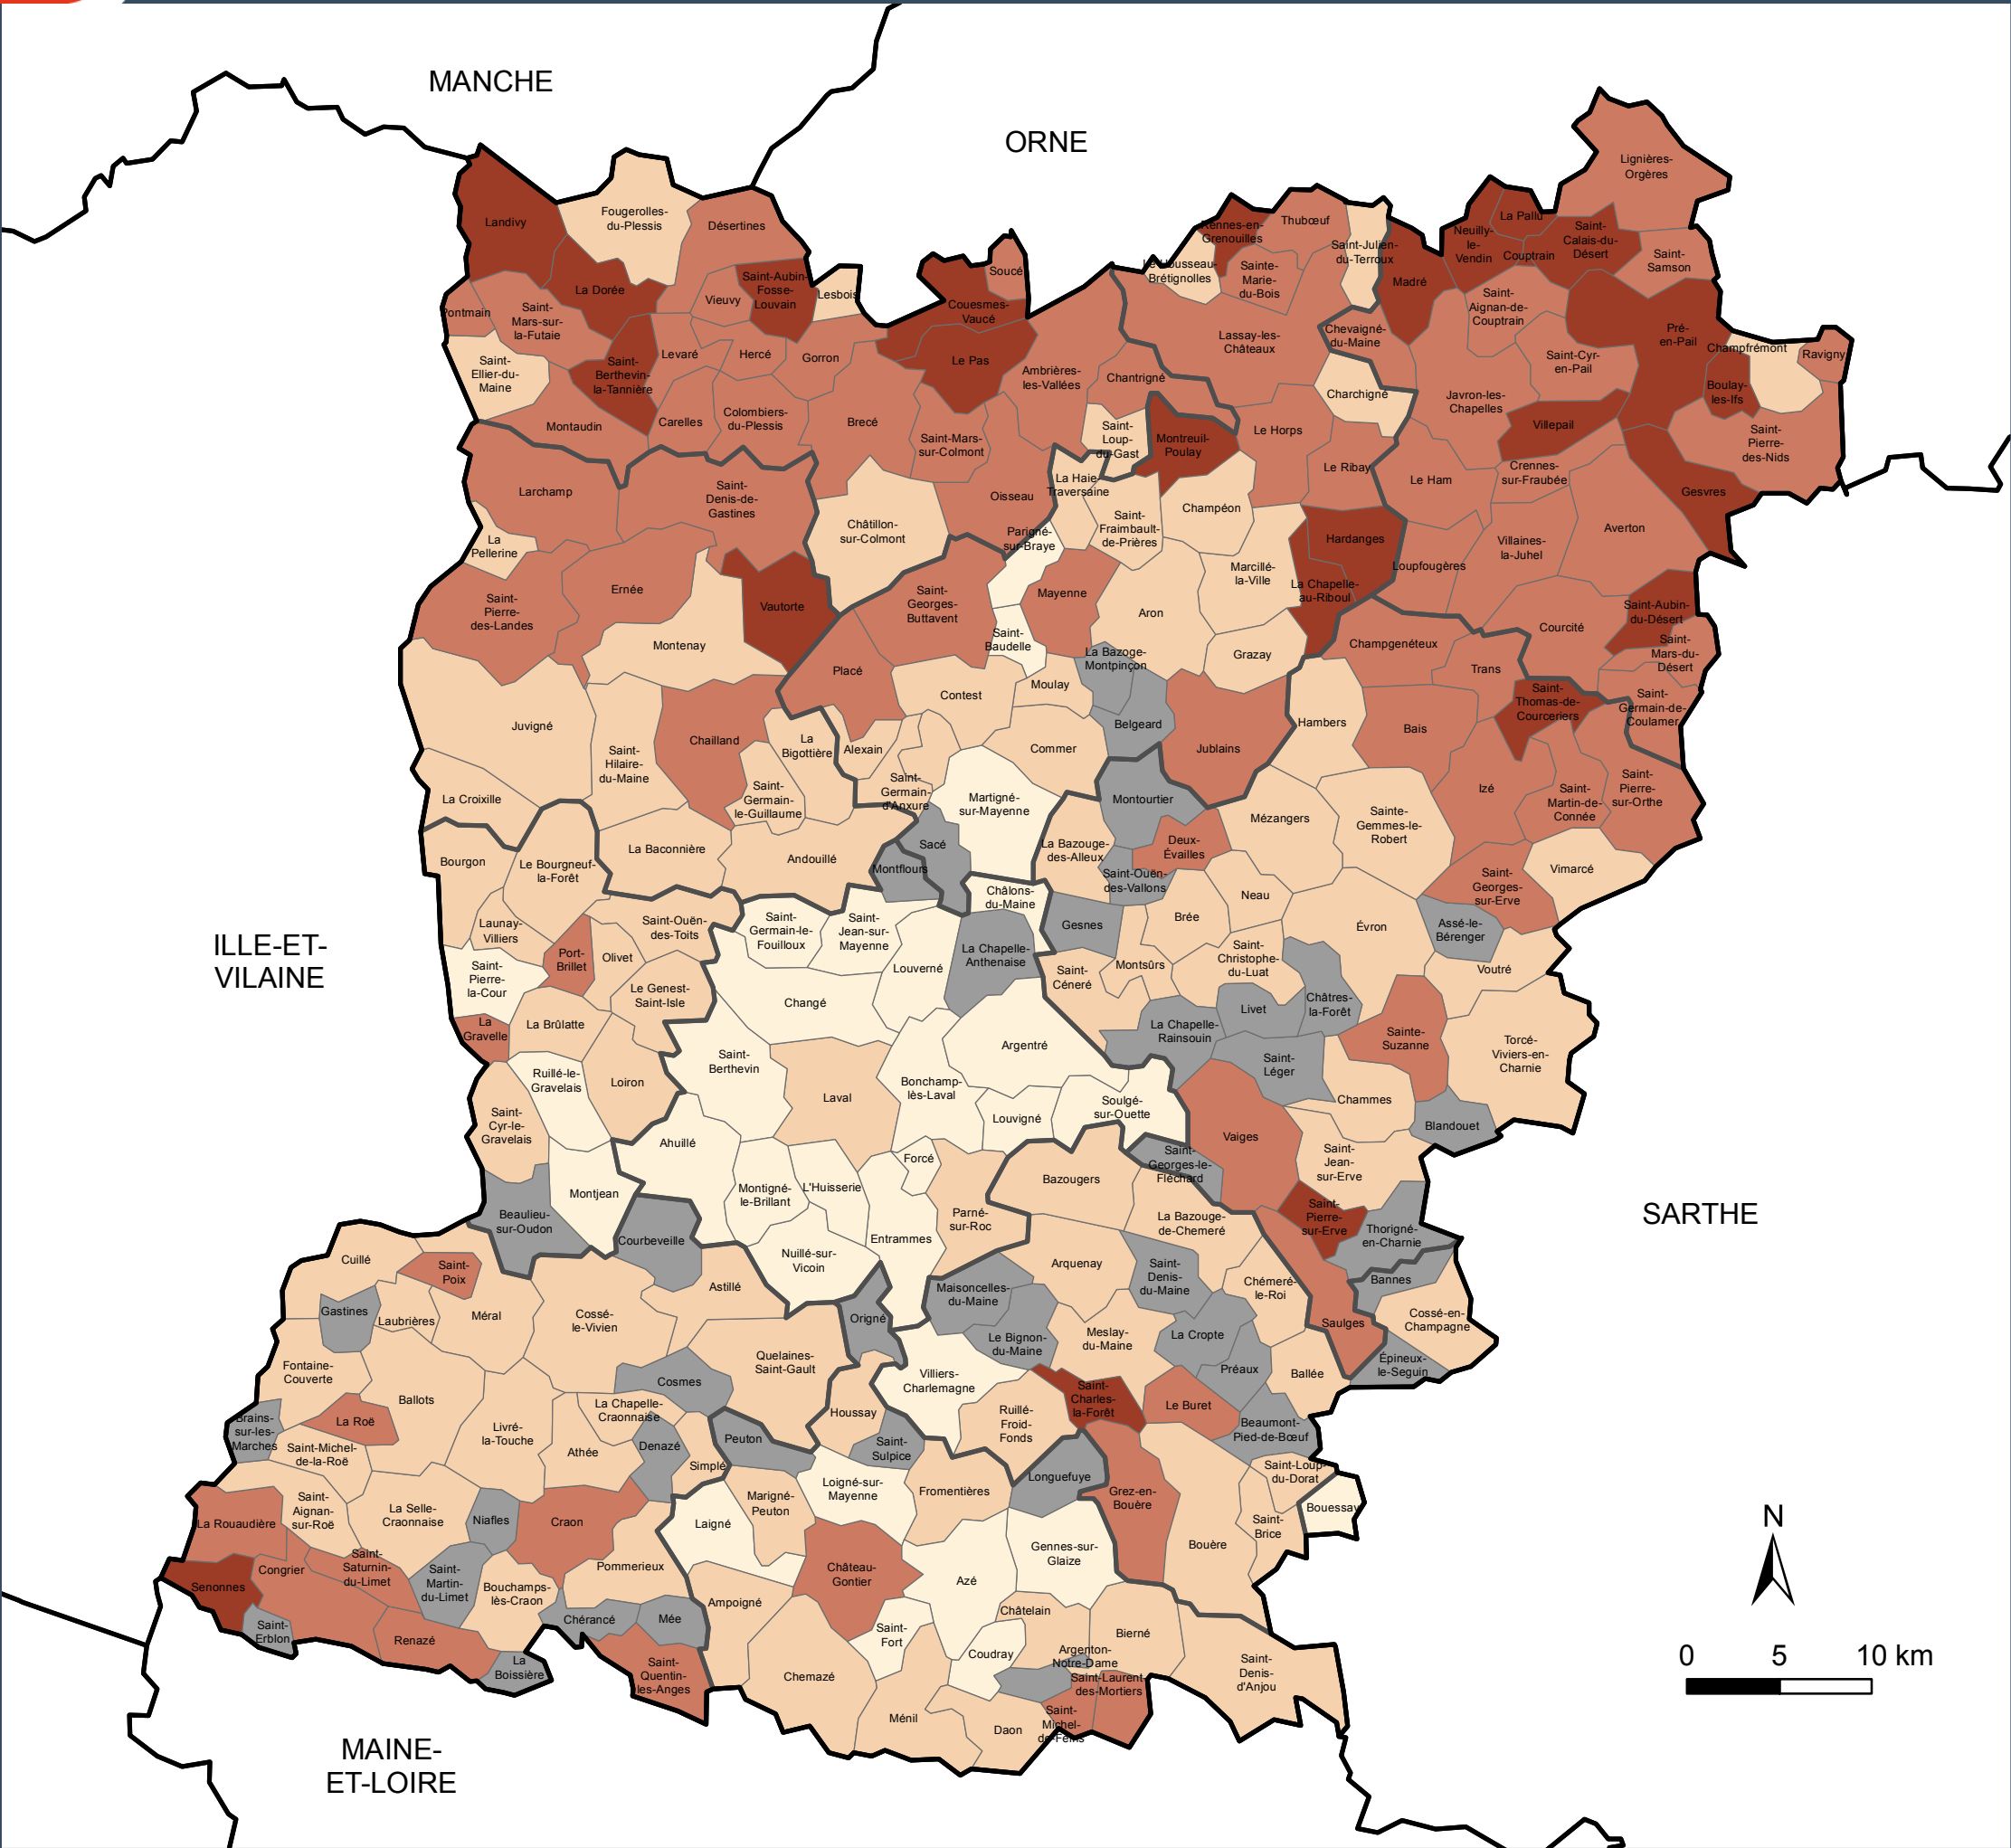 MANCHE
ORNE
Lignières-
Orgères
Landivy
Fougerolles-
du-Plessis
Désertines
Rennes-en-
Grenouilles
Thubœuf
La Pallu
Neuilly-
le-
Vendin
Couptrain
Saint-
Calais-du-
Désert
Saint-
Samson
Saint-Julien-
du-Terroux
Le Housseau-
Brétignolles
Sainte-
Marie-
du-Bois
Madré
Soucé
La Dorée
Vieuvy
Saint-Aubin-
Fosse-
Louvain
Lesbois
Couesmes-
Vaucé
Pontmain
Saint-
Mars-sur-
la-Futaie
Saint-
Aignan-de-
Couptrain
Pré-
en-Pail
Champfrémont
Ravigny
Lassay-les-
Châteaux
Chevaigné-
du-Maine
Saint-Cyr-
en-Pail
Boulay-
les-Ifs
Saint-
Ellier-du-
Maine
Saint-
Berthevin-
la-Tannière
Levaré
Hercé
Gorron
Le Pas
Ambrières-
les-Vallées
Chantrigné
Charchigné
Javron-les-
Chapelles
Villepail
Saint-
Pierre-
des-Nids
Montaudin
Carelles
Colombiers-
du-Plessis
Brecé
Saint-Mars-
sur-Colmont
Saint-
Loup-
du-Gast
Montreuil-
Poulay
Le Horps
Le Ribay
Le Ham
Crennes-
sur-Fraubée
Gesvres
Larchamp
Saint-
Denis-de-
Gastines
Châtillon-
sur-Colmont
Oisseau
La Haie-
Traversaine
Saint-
Fraimbault-
de-Prières
Champéon
Hardanges
Villaines-
la-Juhel
Averton
La
Pellerine
Parigné-
sur-Braye
Marcillé-
la-Ville
La Chapelle-
au-Riboul
Loupfougères
Saint-
Pierre-
des-Landes
Ernée
Vautorte
Saint-
Georges-
Buttavent
Mayenne
Aron
Courcité
Saint-Aubin-
du-Désert
Saint-
Mars-du-
Désert
Montenay
Placé
Saint-
Baudelle
La Bazoge-
Montpinçon
Grazay
Champgenéteux
Trans
Contest
Moulay
Belgeard
Hambers
Bais
Saint-
Thomas-de-
Courceriers
Saint-
Germain-de-
Coulamer
Juvigné
Saint-
Hilaire-
du-Maine
Chailland
La
Bigottière
Alexain
Commer
Jublains
Izé
Saint-
Martin-de-
Connée
Saint-
Pierre-
sur-Orthe
La Croixille
Saint-
Germain-
le-Guillaume
Saint-
Germain-
d'Anxure
Martigné-
sur-Mayenne
Montourtier
Mézangers
Sainte-
Gemmes-le-
Robert
Bourgon
Le Bourgneuf-
la-Forêt
La Baconnière
Andouillé
Montflours
Sacé
La Bazouge-
des-Alleux
Deux-
Évailles
Saint-Ouën-
des-Vallons
Vimarcé
Saint-
Georges-
sur-Erve
Launay-
Villiers
Saint-Ouën-
des-Toits
Saint-
Germain-le-
Fouilloux
Saint-
Jean-sur-
Mayenne
Châlons-
du-Maine
Gesnes
Brée
Neau
Évron
Assé-le-
Bérenger
ILLE-ET-
VILAINE
Saint-
Pierre-
la-Cour
Port-
Brillet
Olivet
Louverné
La Chapelle-
Anthenaise
Saint-
Céneré
Montsûrs
Saint-
Christophe-
du-Luat
Voutré
Le Genest-
Saint-Isle
Changé
Livet
Châtres-
la-Forêt
La
Gravelle
La Brûlatte
Argentré
La Chapelle-
Rainsouin
Sainte-
Suzanne
Torcé-
Viviers-en-
Charnie
Ruillé-le-
Gravelais
Loiron
Saint-
Berthevin
Laval
Bonchamp-
lès-Laval
Louvigné
Soulgé-
sur-Ouette
Saint-
Léger
Chammes
Blandouet
Saint-
Cyr-le-
Gravelais
Ahuillé
Forcé
Saint-
Georges-le-
Fléchard
Vaiges
Saint-
Jean-
sur-Erve
Montjean
Montigné-
le-Brillant
L'Huisserie
Bazougers
Beaulieu-
sur-Oudon
Courbeveille
Nuillé-sur-
Vicoin
Entrammes
Parné-
sur-Roc
La Bazouge-
de-Chemeré
Saint-
Pierre-
sur-Erve
Thorigné-
en-Charnie
SARTHE
Cuillé
Saint-
Poix
Astillé
Arquenay
Saint-
Denis-
du-Maine
Chémeré-
le-Roi
Bannes
Gastines
Laubrières
Méral
Cossé-
le-Vivien
Origné
Maisoncelles-
du-Maine
Le Bignon-
du-Maine
Meslay-
du-Maine
La Cropte
Saulges
Cossé-en-
Champagne
Fontaine-
Couverte
Quelaines-
Saint-Gault
Villiers-
Charlemagne
Préaux
Ballée
Épineux-
le-Seguin
Ballots
Cosmes
Saint-
Charles-
la-Forêt
Le Buret
Brains-
sur-les-
Marches
La Roë
Livré-
la-Touche
La Chapelle-
Craonnaise
Houssay
Ruillé-
Froid-
Fonds
Beaumont-
Pied-de-Bœuf
Saint-Michel-
de-la-Roë
Athée
Denazé
Simplé
Peuton
Saint-
Sulpice
Longuefuye
Saint-Loup-
du-Dorat
La Rouaudière
Saint-
Aignan-
sur-Roë
La Selle-
Craonnaise
Niafles
Craon
Laigné
Marigné-
Peuton
Loigné-sur-
Mayenne
Fromentières
Grez-en-
Bouère
Bouère
Saint-
Brice
Bouessay
N
Senonnes
Congrier
Saint-
Saturnin-
du-Limet
Saint-
Martin-
du-Limet
Bouchamps-
lès-Craon
Pommerieux
Château-
Gontier
Azé
Gennes-sur-
Glaize
Saint-
Erblon
Renazé
La
Boissière
Chérancé
Mée
Ampoigné
Saint-
Fort
Châtelain
Coudray
Bierné
0 5 10 km
Saint-
Quentin-
les-Anges
Chemazé
Argenton-
Notre-Dame
Saint-Laurent-
des-Mortiers
Saint-
Denis-
d'Anjou
Ménil
Daon
Saint-
Michel-
de-Feins
MAINE-
ET-LOIRE